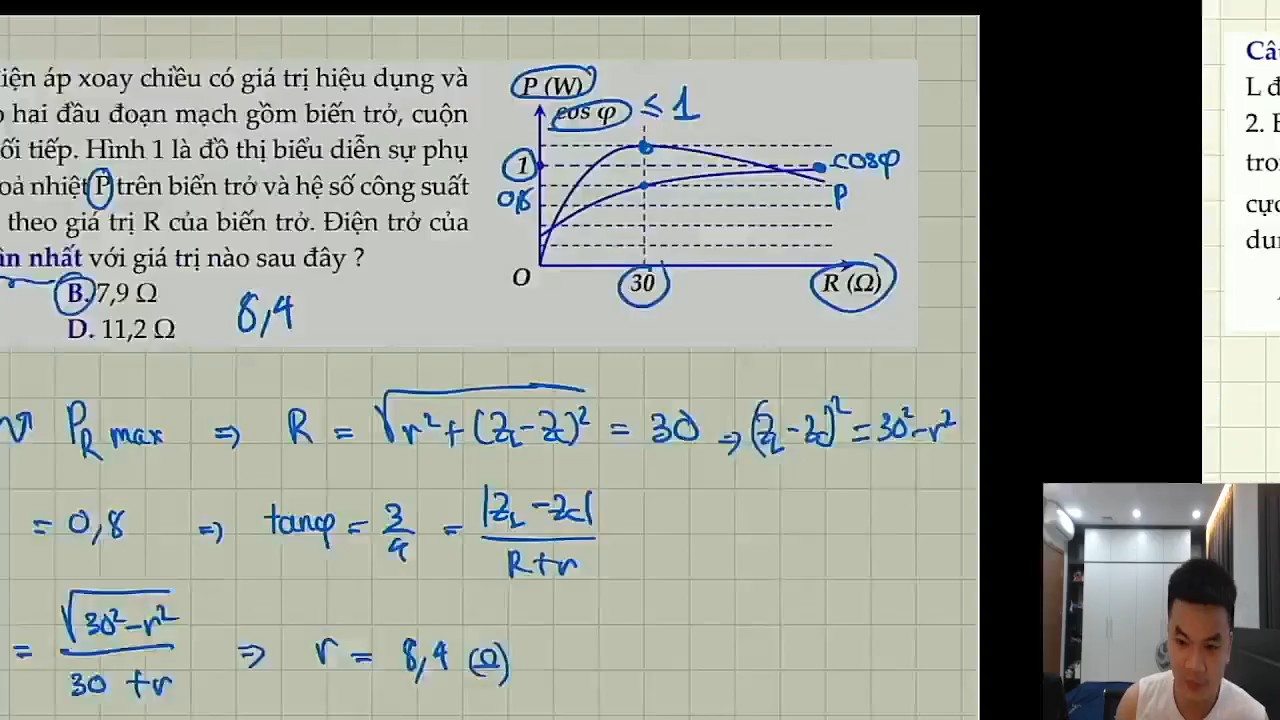 iện áp xoay chiều có giá trị hiệu dụng và
hai đầu đoạn mạch gồm biến trở, cuộn
ối tiếp. Hình 1 là đồ thị biểu diễn sự phụ
oả nhiệt P trên biến trở và hệ số công suất
theo giá trị R của biến trở. Điện trở của
ần nhất với giá trị nào sau đây ?
B. 7,9 Ω
D. 11,2 Ω
8,4
P (W)
cos φ ≤ 1
1
0,8
cosφ
P
O
30
R (Ω)
P_R max ⇒ R = √(r² + (Z_L - Z_C)²) = 30 ⇒ (Z_L - Z_C)² = 30² - r²
= 0,8 ⇒ tanφ = 3/4 = |Z_L - Z_C| / R+r
= √(30² - r²) / 30 + r ⇒ r = 8,4 (Ω)
Câ
L đ
2. E
tro
cực
dun